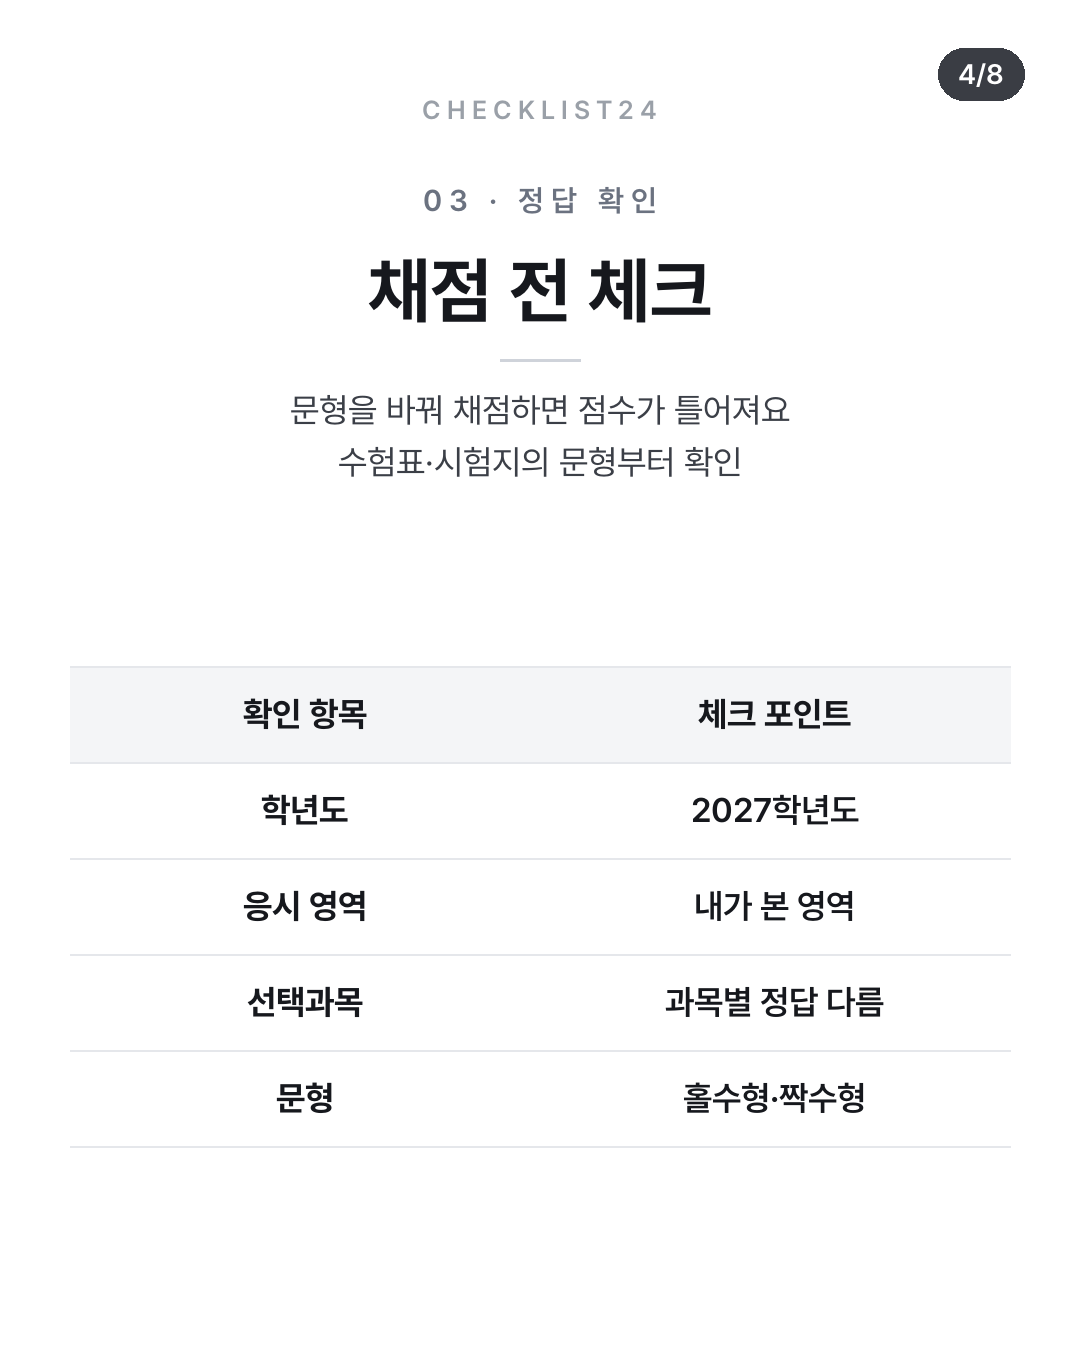 4/8
CHECKLIST24
03 · 정답 확인
채점 전 체크
문형을 바꿔 채점하면 점수가 틀어져요
수험표·시험지의 문형부터 확인
확인 항목 체크 포인트
학년도 2027학년도
응시 영역 내가 본 영역
선택과목 과목별 정답 다름
문형 홀수형·짝수형